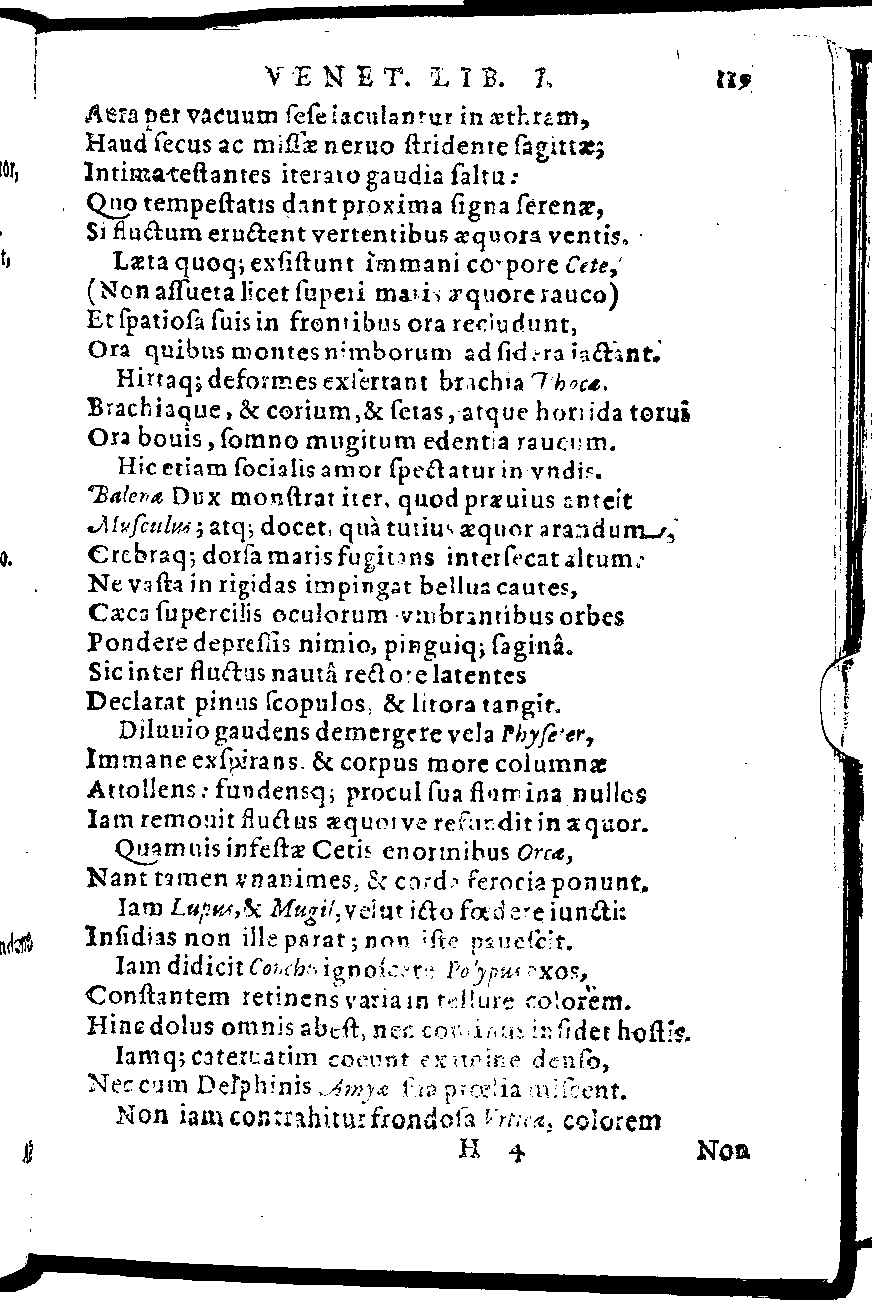 VENET. LIB. I. 119
Aera per vacuum ſeſe iaculantur in æthram,
Haud ſecus ac miſſæ neruo ſtridente ſagittæ;
Intima teſtantes iterato gaudia ſaltu:
Quo tempeſtatis dant proxima ſigna ſerenæ,
Si fluctum eructent vertentibus æquora ventis.
Læta quoq; exſiſtunt immani corpore Cete,
(Non aſſueta licet ſuperi maris æquore rauco)
Et ſpatioſa ſuis in frontibus ora recludunt,
Ora quibus montes nimborum ad ſidera iactant.
Hirtaq; deformes exſertant brachia Phocæ.
Brachiaque, & corium, & ſetas, atque horrida torui
Ora bouis, ſomno mugitum edentia raucum.
Hic etiam ſocialis amor ſpectatur in vndis.
Balenæ Dux monſtrat iter, quod præuius anteit
Muſculus; atq; docet, quà tutius æquor arandum,
Crebraq; dorſa maris fugitans interſecat altum:
Ne vaſta in rigidas impingat bellua cautes,
Cæca ſupercilis oculorum vmbrantibus orbes
Pondere depreſſis nimio, pinguiq; ſaginâ.
Sic inter fluctus nautâ rectore latentes
Declarat pinus ſcopulos, & litora tangit.
Diluuio gaudens demergere vela Phyſeter,
Immane exſpirans, & corpus more columnæ
Attollens: fundensq; procul ſua flumina nullos
Iam remouit fluctus æquorve refundit in æquor.
Quamuis infeſtæ Cetis enormibus Orcæ,
Nant tamen vnanimes, & corda ferocia ponunt.
Iam Lupus, & Mugil, velut icto fœdere iuncti:
Inſidias non ille parat; non iſte paueſcit.
Iam didicit Conchis ignoſcere Polypus exos,
Conſtantem retinens varia in tellure colorem.
Hinc dolus omnis abeſt, nec inſidet hoſtis.
Iamq; cateruatim coeunt examine denſo,
Nec cum Delphinis Amyæ ſua prœlia miſcent.
Non iam contrahitur frondoſa Vrtica, colorem
H 4 Non